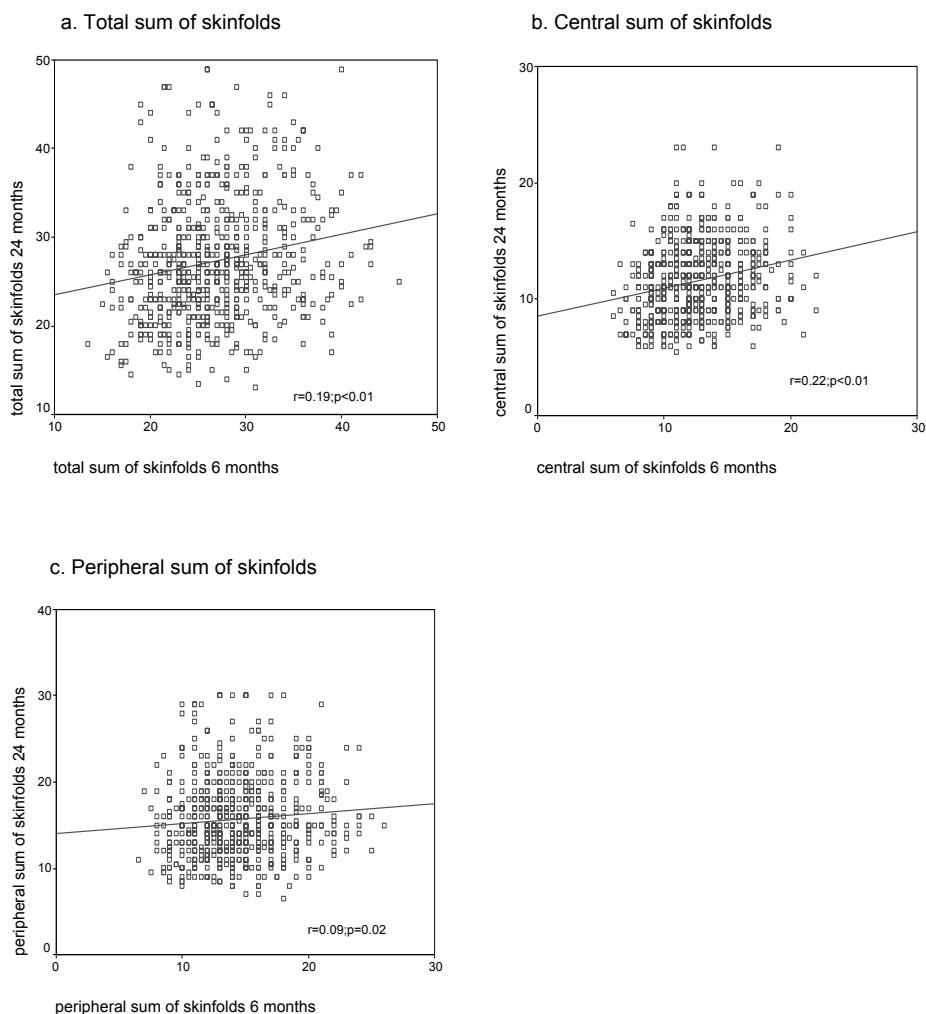 a. Total sum of skinfolds
50
40
30
20
10
total sum of skinfolds 24 months
r=0.19;p<0.01
10 20 30 40 50
total sum of skinfolds 6 months
b. Central sum of skinfolds
30
20
10
0
central sum of skinfolds 24 months
r=0.22;p<0.01
0 10 20 30
central sum of skinfolds 6 months
c. Peripheral sum of skinfolds
40
30
20
10
0
peripheral sum of skinfolds 24 months
r=0.09;p=0.02
0 10 20 30
peripheral sum of skinfolds 6 months